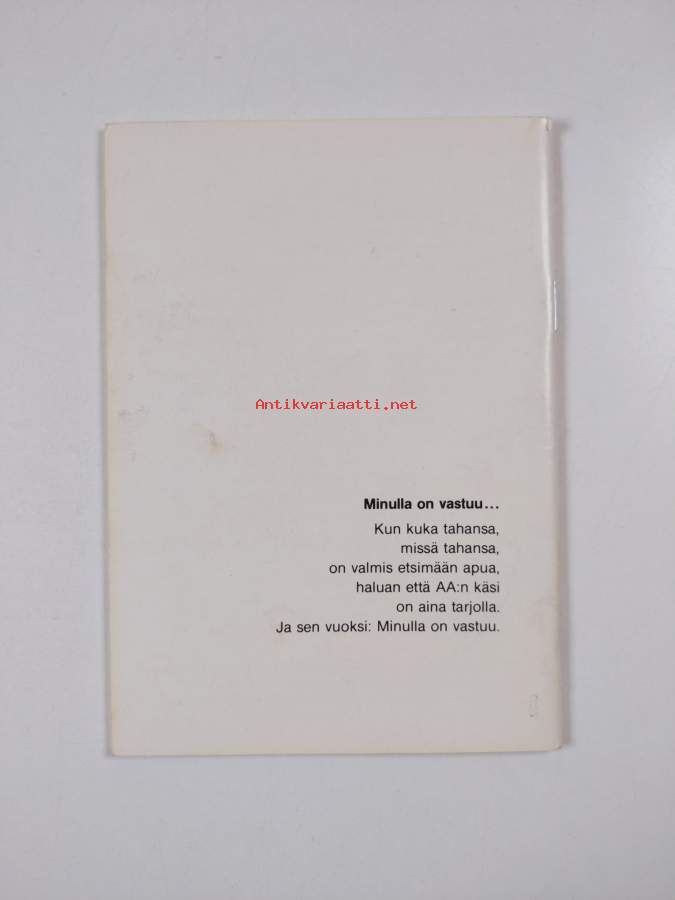 Antikvariaatti.net
Minulla on vastuu...
Kun kuka tahansa,
missä tahansa,
on valmis etsimään apua,
haluan että AA:n käsi
on aina tarjolla.
Ja sen vuoksi: Minulla on vastuu.